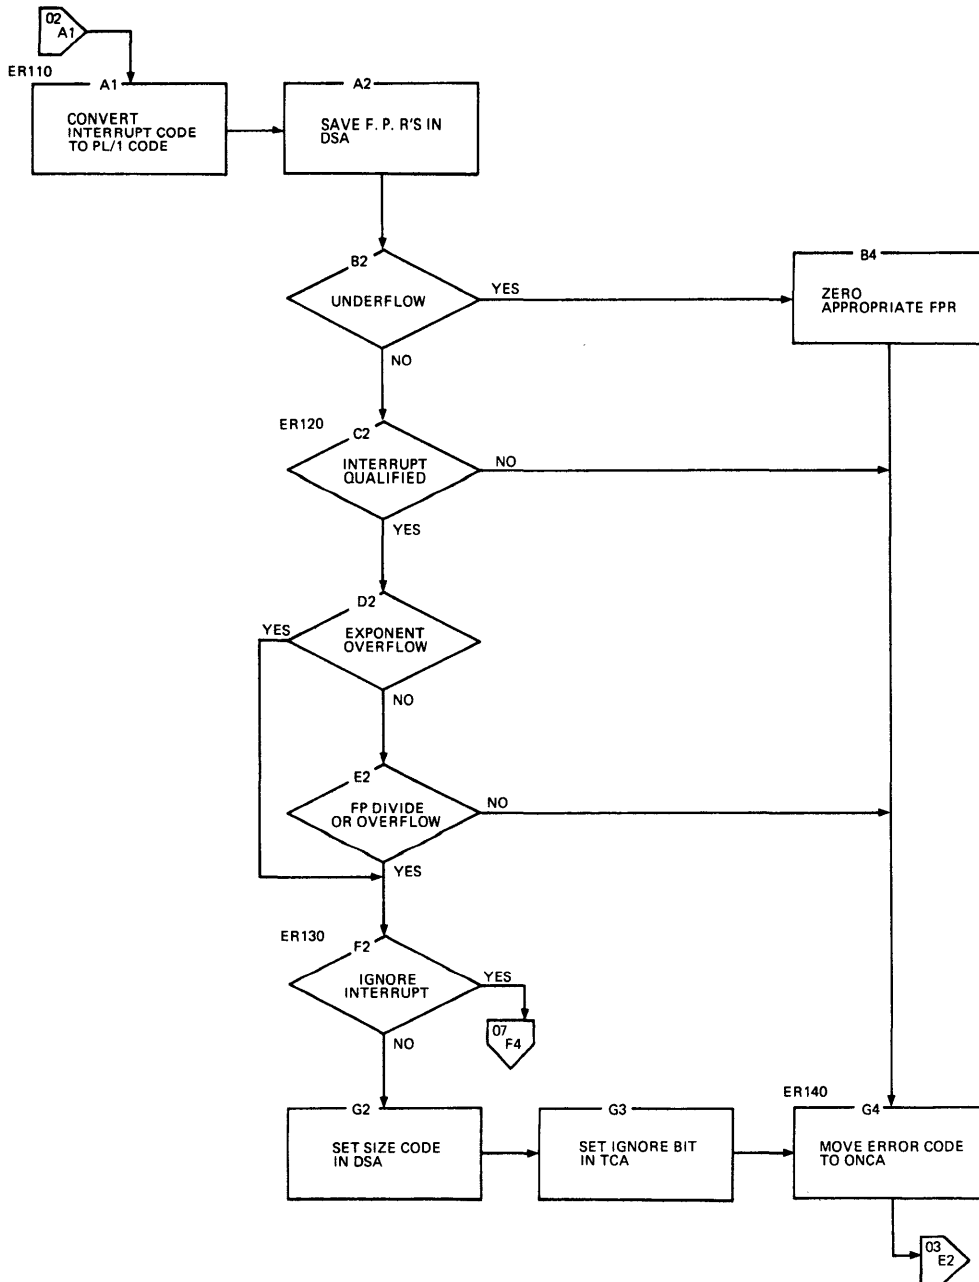 02
A1
ER110
A1
CONVERT
INTERRUPT CODE
TO PL/1 CODE
A2
SAVE F. P. R'S IN
DSA
B2
UNDERFLOW
YES
NO
B4
ZERO
APPROPRIATE FPR
ER120
C2
INTERRUPT
QUALIFIED
NO
YES
D2
YES
EXPONENT
OVERFLOW
NO
E2
FP DIVIDE
OR OVERFLOW
NO
YES
ER130
F2
IGNORE
INTERRUPT
YES
07
F4
NO
G2
SET SIZE CODE
IN DSA
G3
SET IGNORE BIT
IN TCA
ER140
G4
MOVE ERROR CODE
TO ONCA
03
E2